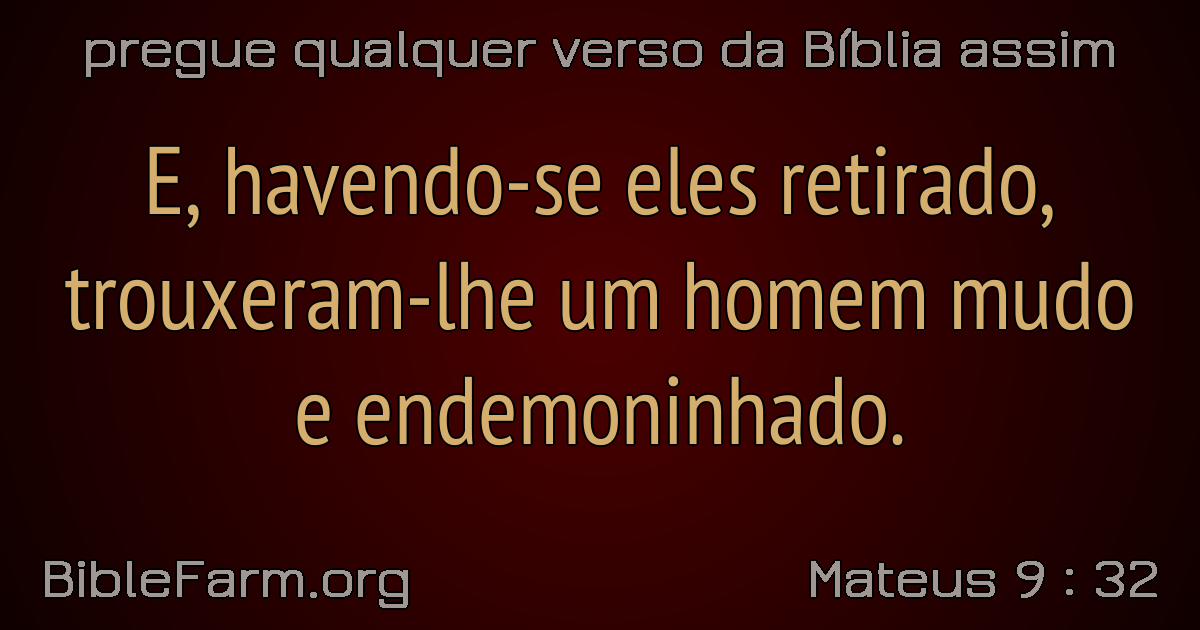 pregue qualquer verso da Bíblia assim
E, havendo-se eles retirado,
trouxeram-lhe um homem mudo
e endemoninhado.
BibleFarm.org
Mateus 9 : 32